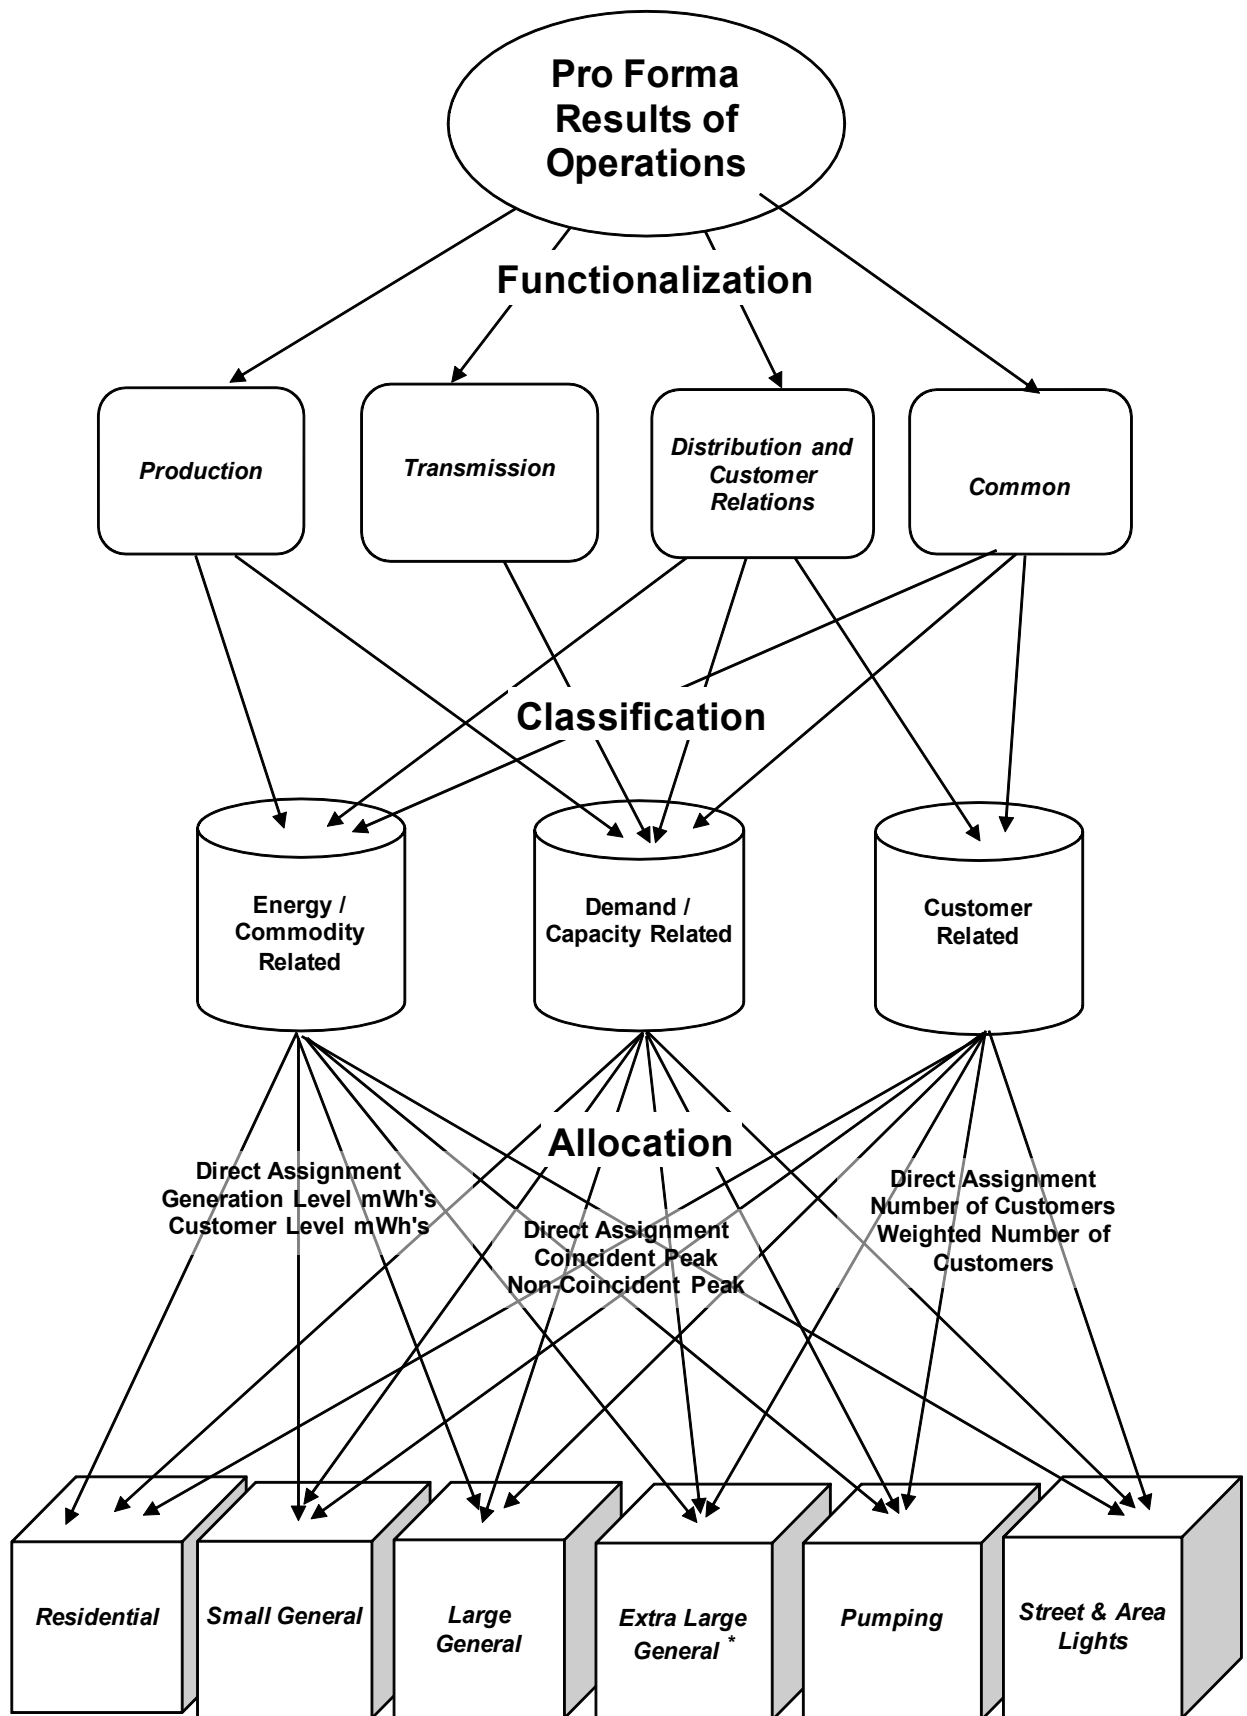 Pro Forma
Results of
Operations
Functionalization
Production
Transmission
Distribution and
Customer
Relations
Common
Classification
Energy /
Commodity
Related
Demand /
Capacity Related
Customer
Related
Allocation
Direct Assignment
Generation Level mWh's
Customer Level mWh's
Direct Assignment
Coincident Peak
Non-Coincident Peak
Direct Assignment
Number of Customers
Weighted Number of
Customers
Residential
Small General
Large
General
Extra Large
General *
Pumping
Street & Area
Lights